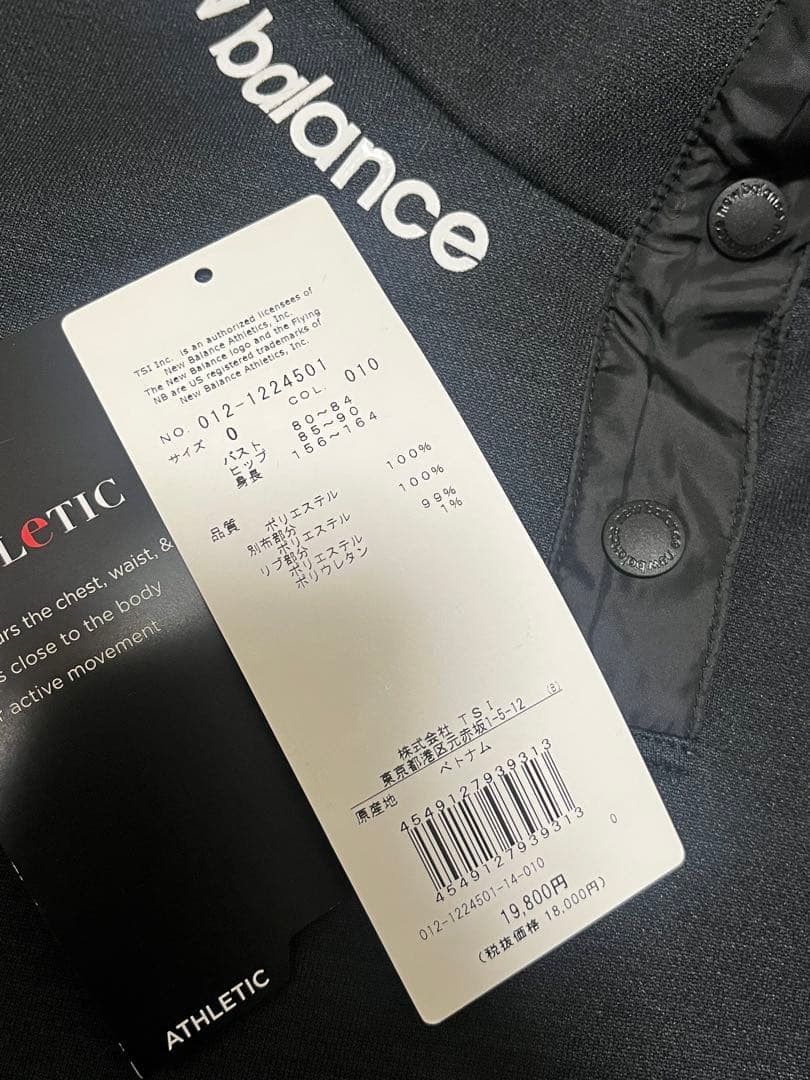 balance
TSI Inc. is an authorized licensees of
New Balance Athletics, Inc.
The New Balance logo and the Flying
NB are US registered trademarks of
New Balance Athletics, Inc.
NO. 012-1224501
サイズ 0 COL. 010
バスト 80～84
ヒップ 85～90
身長 156～164
品質 ポリエステル 100%
別布部分
ポリエステル 100%
リブ部分
ポリエステル 99%
ポリウレタン 1%
株式会社 TSI
東京都港区元赤坂1-5-12 (B)
原産地 ベトナム
4549127939313
4549127939313
012-1224501-14-010 0
19,800円
(税抜価格 18,000円)
LeTIC
the chest, waist, &
close to the body
active movement
ATHLETIC
new balance
new balance